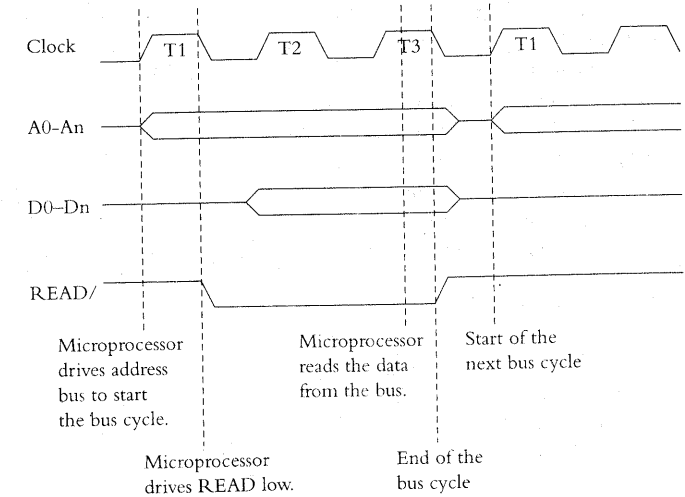 Clock
T1
T2
T3
T1
A0-An
D0-Dn
READ/
Microprocessor
drives address
bus to start
the bus cycle.
Microprocessor
reads the data
from the bus.
Start of the
next bus cycle
Microprocessor
drives READ low.
End of the
bus cycle